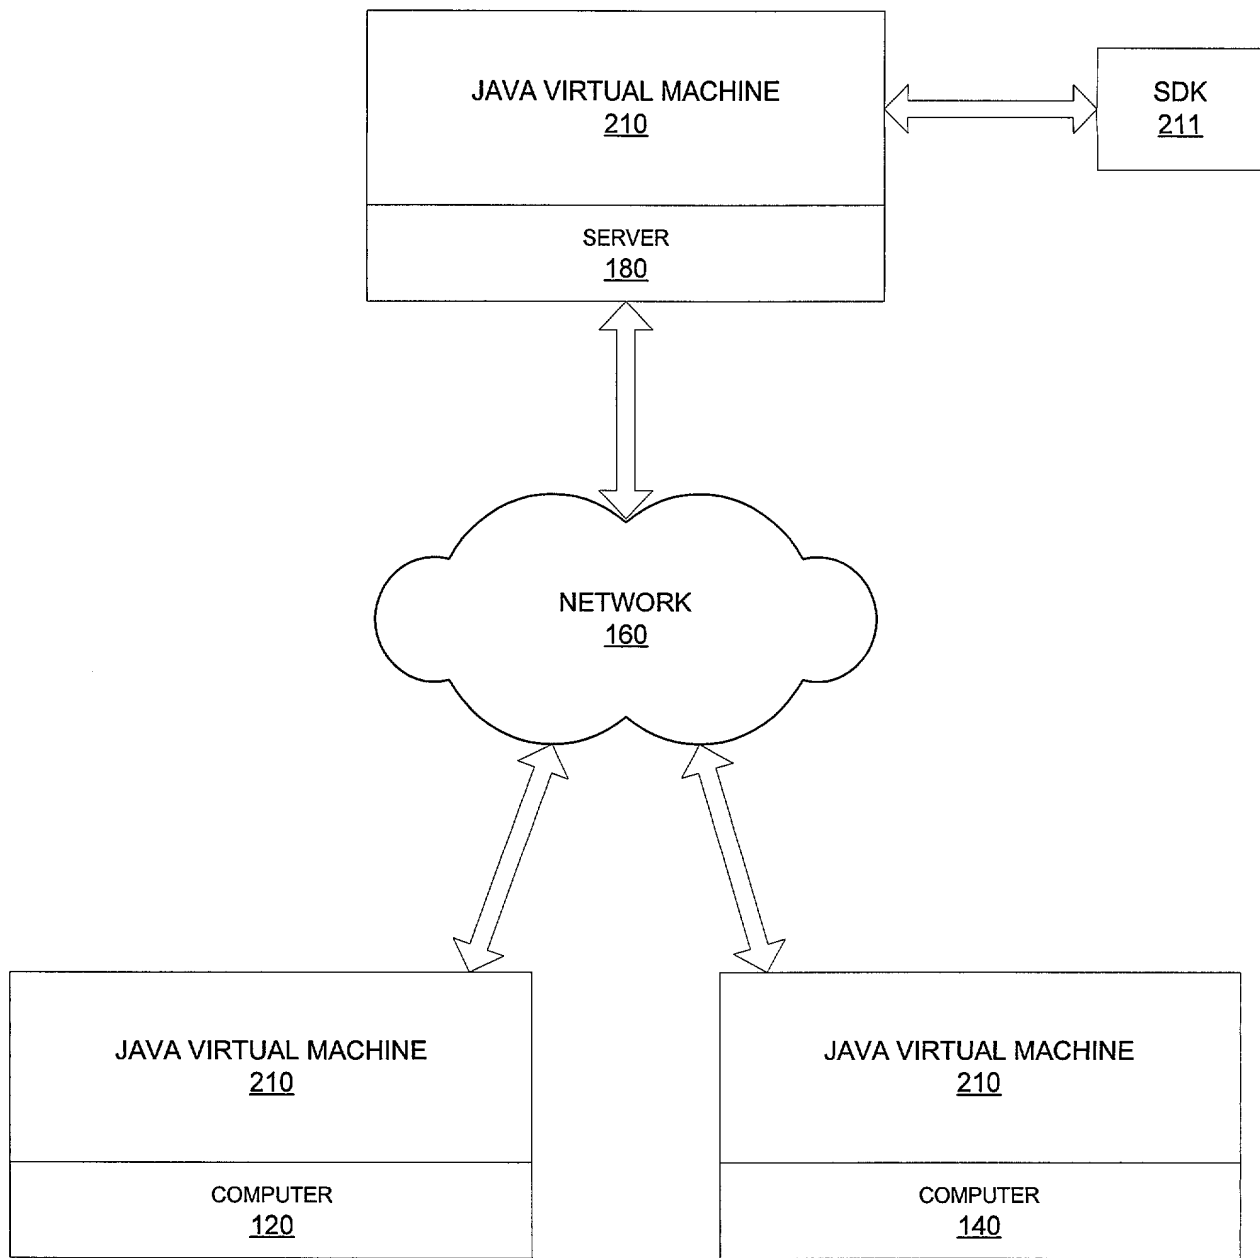 JAVA VIRTUAL MACHINE
210
SDK
211
SERVER
180
NETWORK
160
JAVA VIRTUAL MACHINE
210
COMPUTER
120
JAVA VIRTUAL MACHINE
210
COMPUTER
140